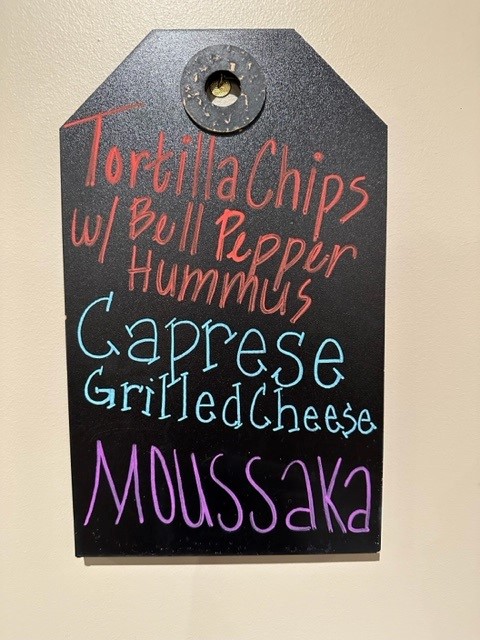 Tortilla Chips
w/ Bell Pepper
Hummus
Caprese
Grilled Cheese
Moussaka